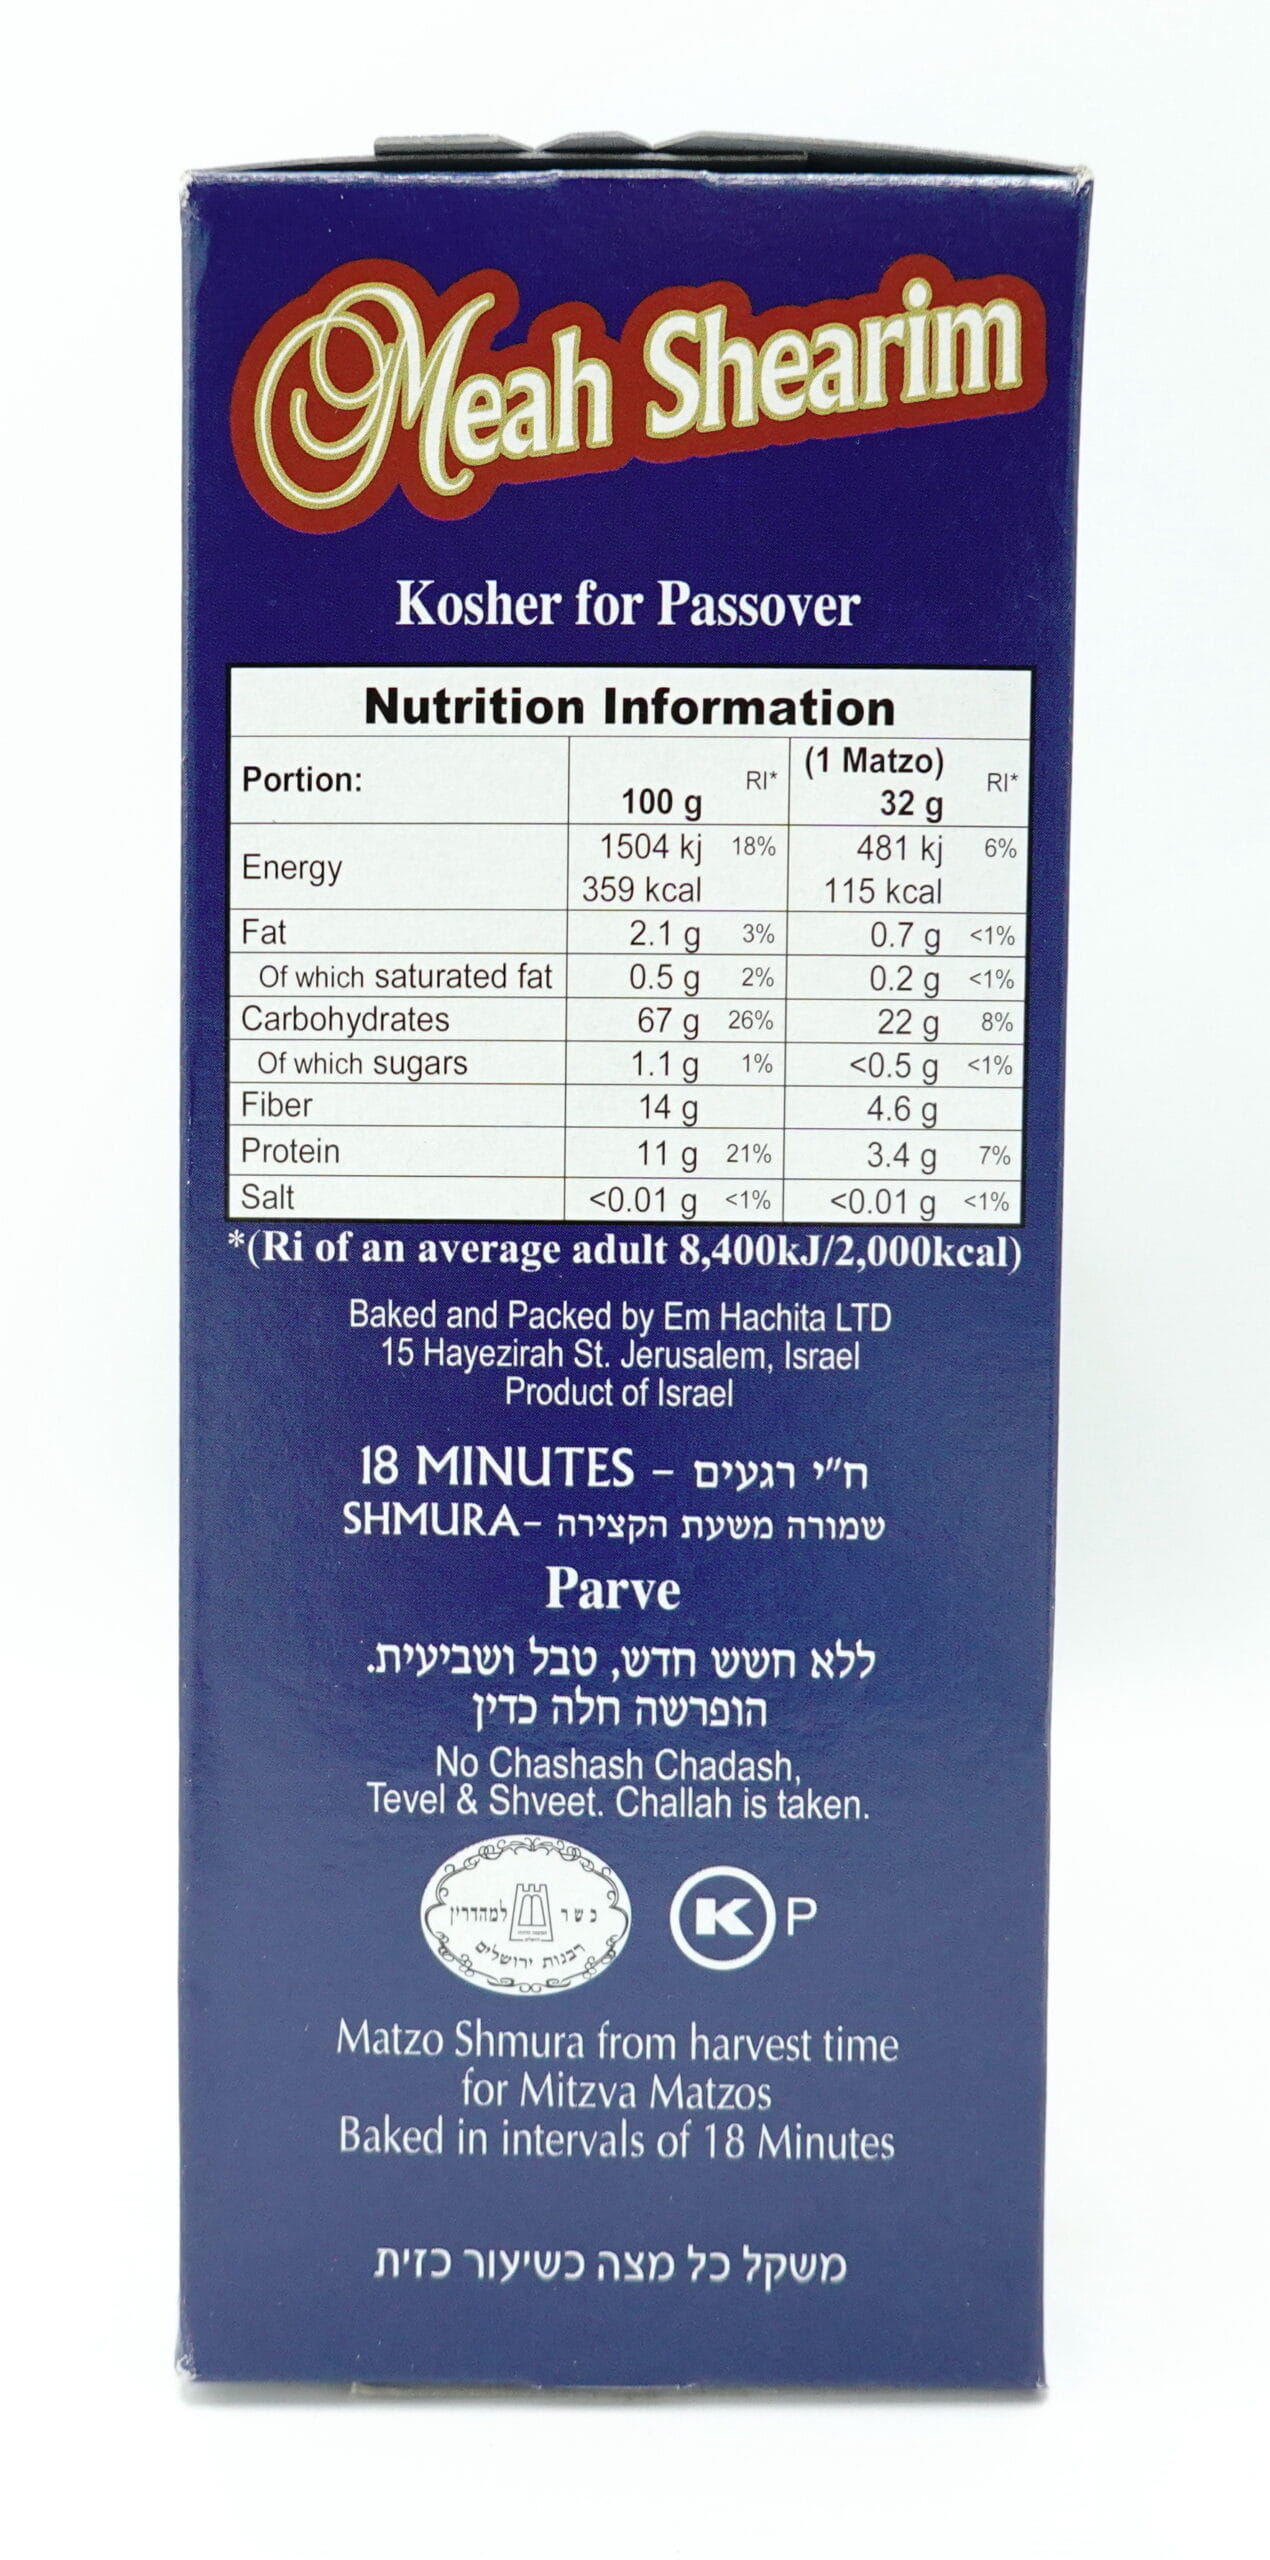 Meah Shearim
Kosher for Passover
Nutrition Information
Portion: 100 g RI* (1 Matzo) 32 g RI*
Energy 1504 kj 18% 481 kj 6%
359 kcal 115 kcal
Fat 2.1 g 3% 0.7 g <1%
Of which saturated fat 0.5 g 2% 0.2 g <1%
Carbohydrates 67 g 26% 22 g 8%
Of which sugars 1.1 g 1% <0.5 g <1%
Fiber 14 g 4.6 g
Protein 11 g 21% 3.4 g 7%
Salt <0.01 g <1% <0.01 g <1%
*(Ri of an average adult 8,400kJ/2,000kcal)
Baked and Packed by Em Hachita LTD
15 Hayezirah St. Jerusalem, Israel
Product of Israel
18 MINUTES – ח"י רגעים
SHMURA– שמורה משעת הקצירה
Parve
ללא חשש חדש, טבל ושביעית.
הופרשה חלה כדין
No Chashash Chadash,
Tevel & Shveet. Challah is taken.
כשר למהדרין
רבנות ירושלים
K P
Matzo Shmura from harvest time
for Mitzva Matzos
Baked in intervals of 18 Minutes
משקל כל מצה כשיעור כזית